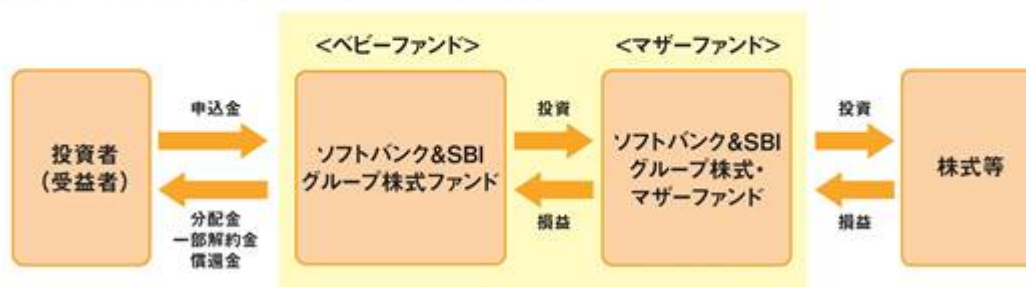 <ベビーファンド>
<マザーファンド>
投資者
(受益者)
申込金
分配金
一部解約金
償還金
ソフトバンク&SBI
グループ株式ファンド
投資
損益
ソフトバンク&SBI
グループ株式・
マザーファンド
投資
損益
株式等